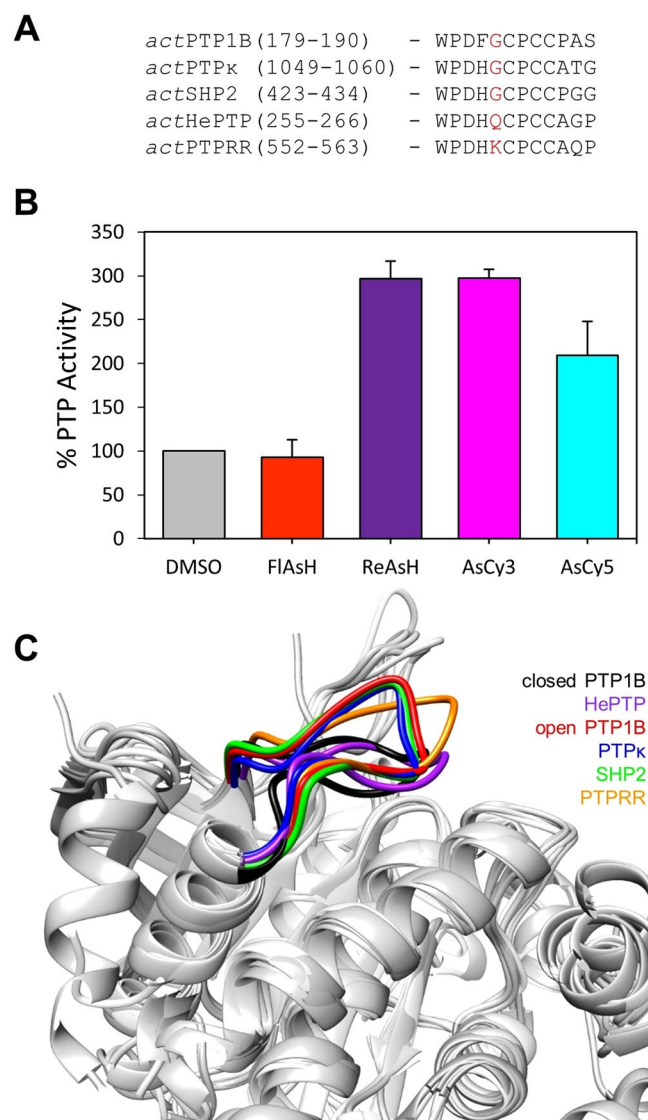 A
actPTP1B(179-190) - WPDFGCPCCPAS
actPTPκ (1049-1060) - WPDHGCPCCATG
actSHP2 (423-434) - WPDHGCPCCPGG
actHePTP(255-266) - WPDHQCPCCAGP
actPTPRR(552-563) - WPDHKCPCCAQP
B
% PTP Activity
350
300
250
200
150
100
50
0
DMSO FlAsH ReAsH AsCy3 AsCy5
C
closed PTP1B
HePTP
open PTP1B
PTPκ
SHP2
PTPRR